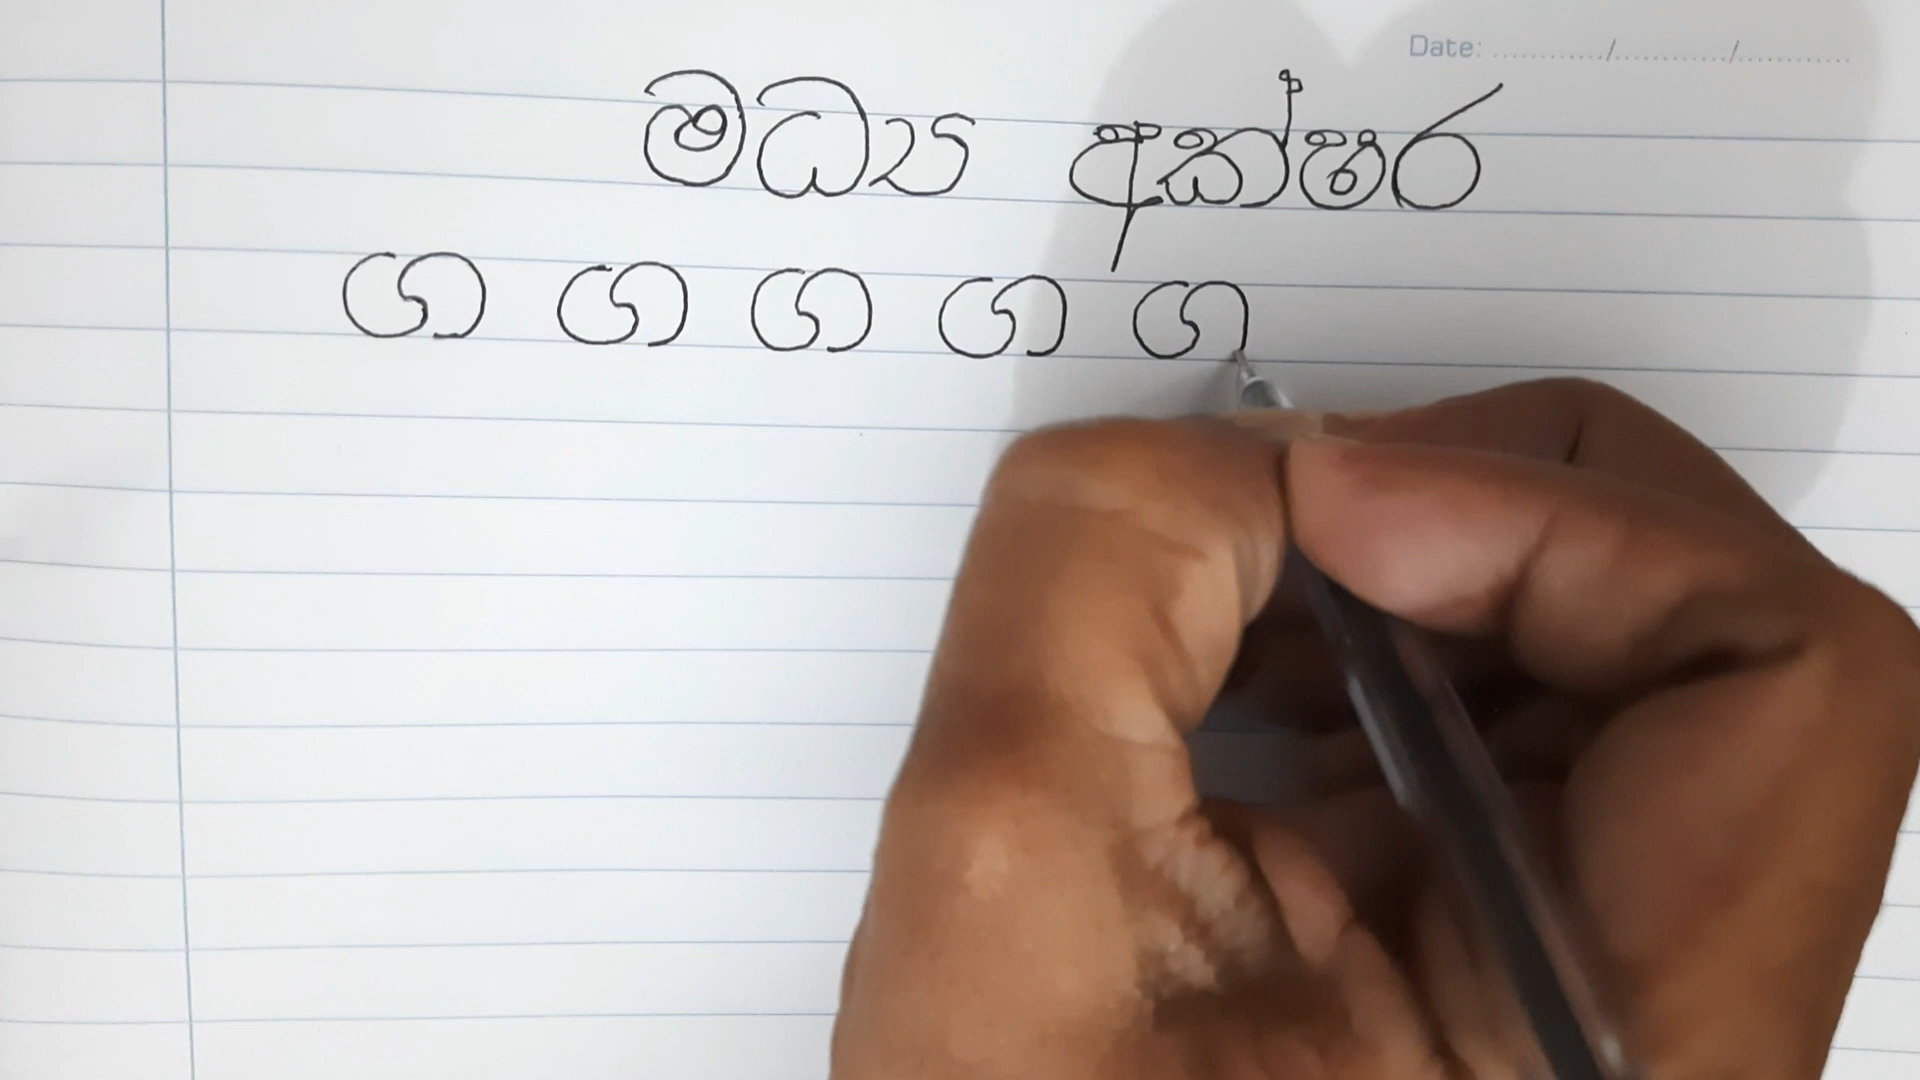 Date: ............/............/............
මධ්‍ය අක්ෂර
ග ග ග ග ග